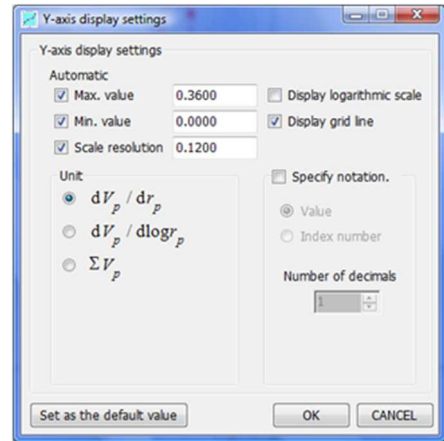 Y-axis display settings
Y-axis display settings
Automatic
Max. value 0.3600 Display logarithmic scale
Min. value 0.0000 Display grid line
Scale resolution 0.1200
Unit
dVp / drp
dVp / dlogrp
ΣVp
Specify notation.
Value
Index number
Number of decimals
1
Set as the default value OK CANCEL